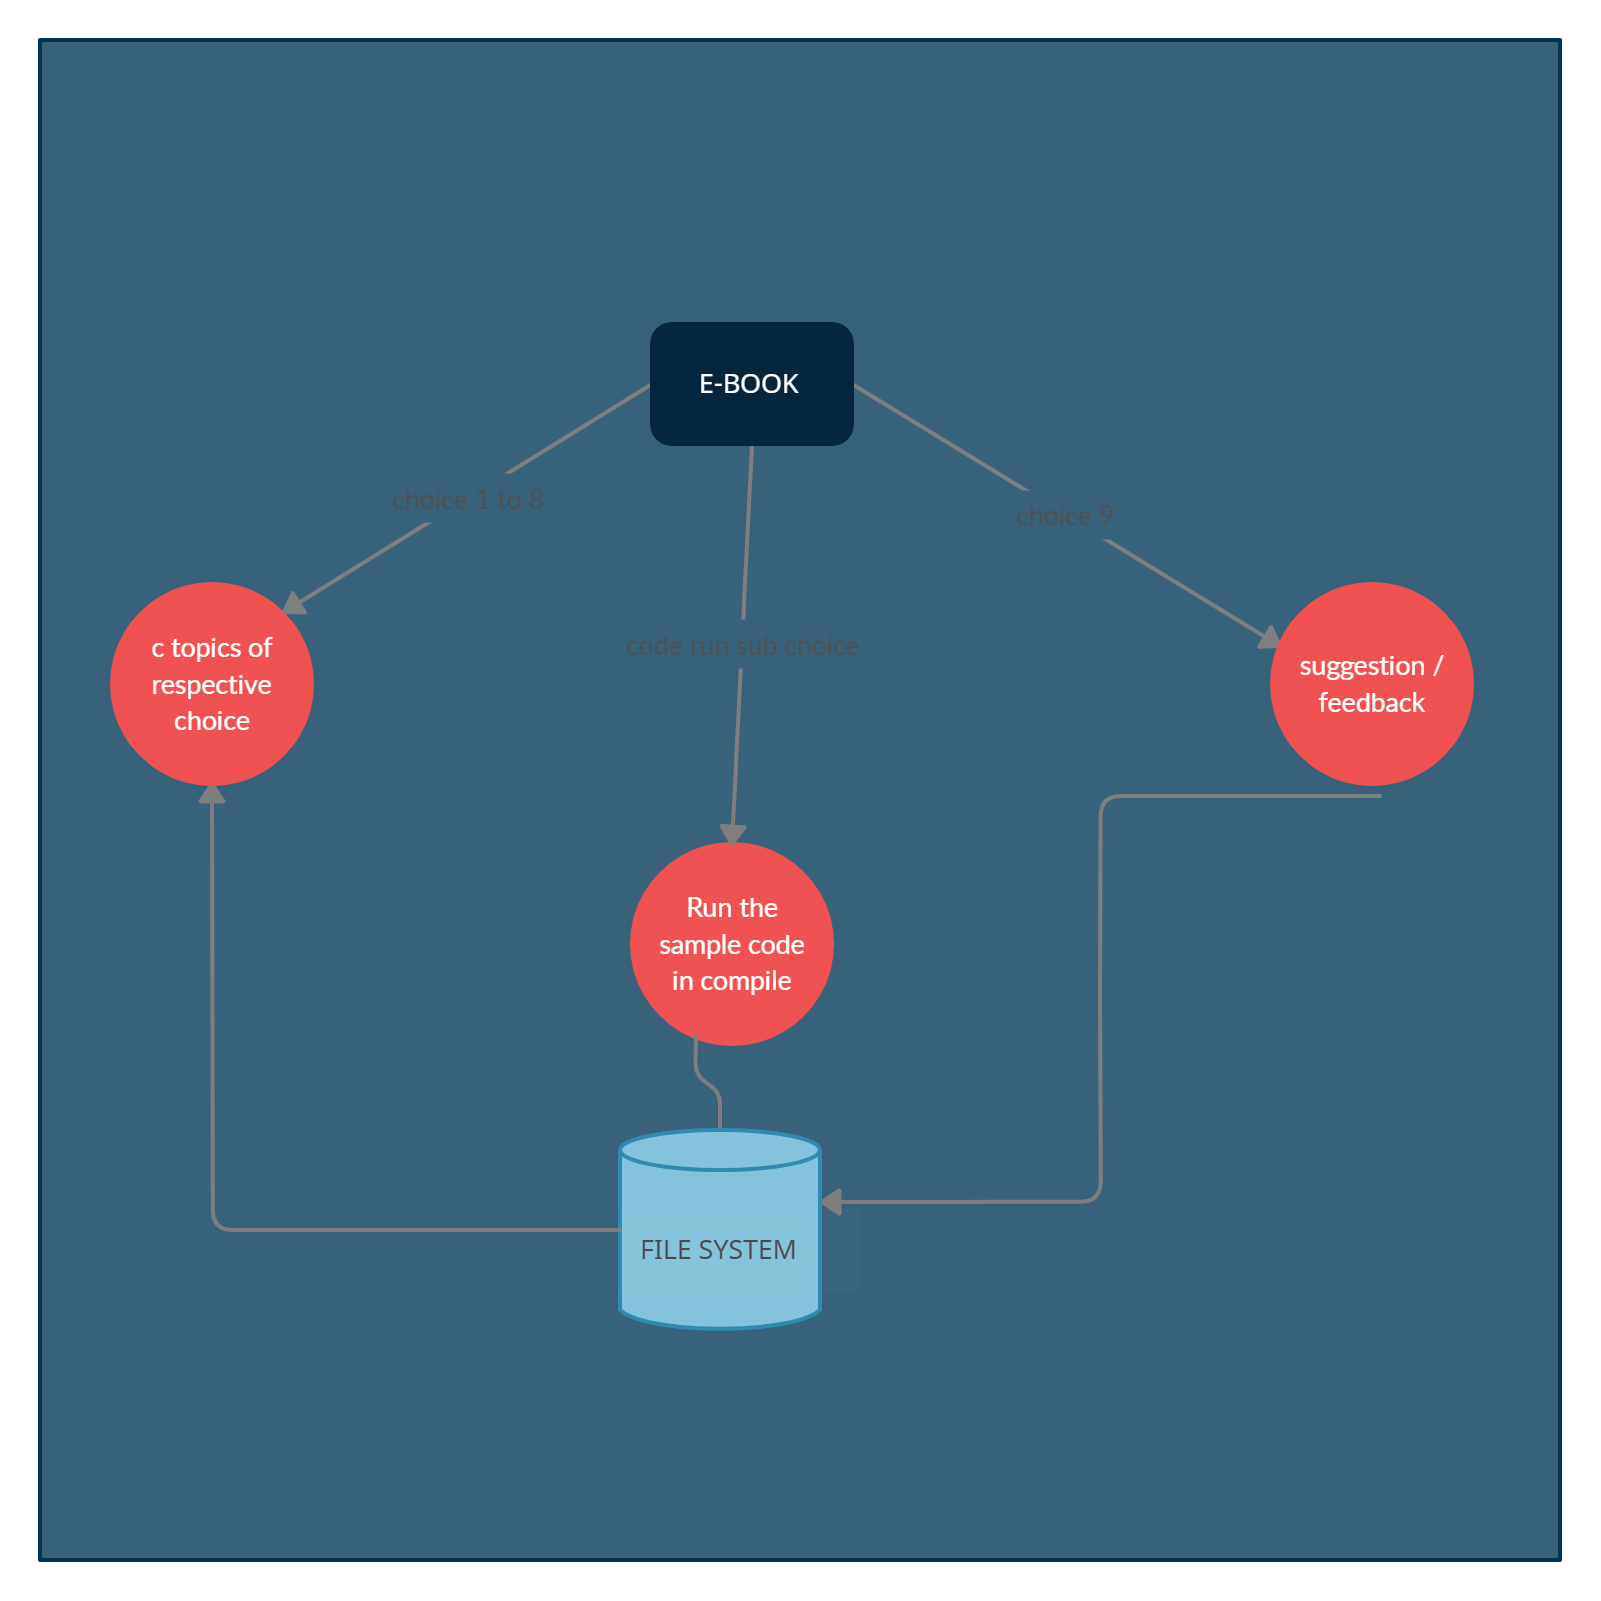 E-BOOK
choice 1 to 8
choice 9
code run sub choice
c topics of
respective
choice
suggestion /
feedback
Run the
sample code
in compile
FILE SYSTEM